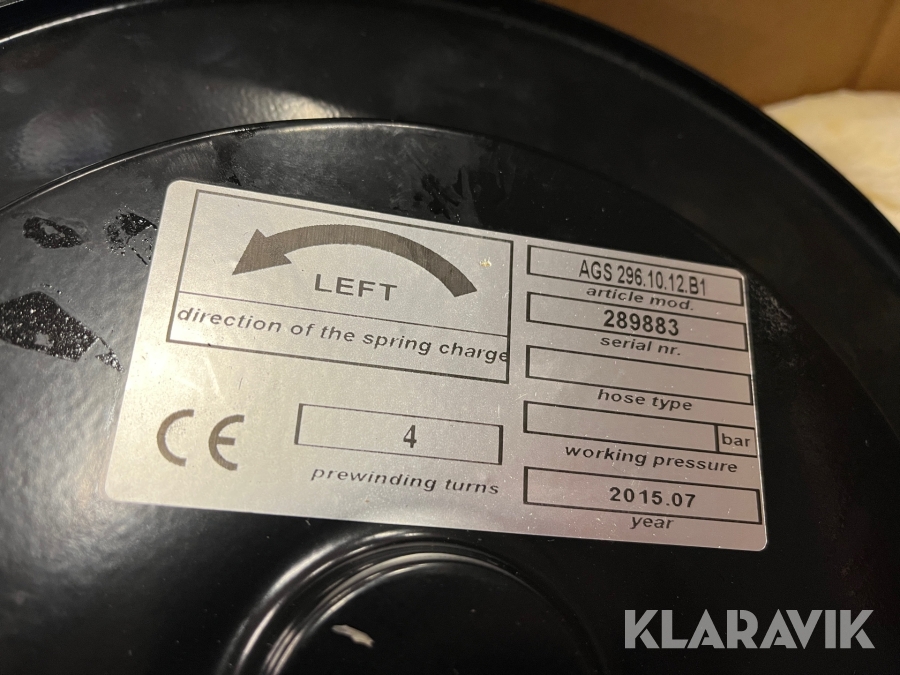 LEFT
direction of the spring charge
CE
4
prewinding turns
AGS 296.10.12.B1
article mod.
289883
serial nr.
hose type
bar
working pressure
2015.07
year
KLARAVIK